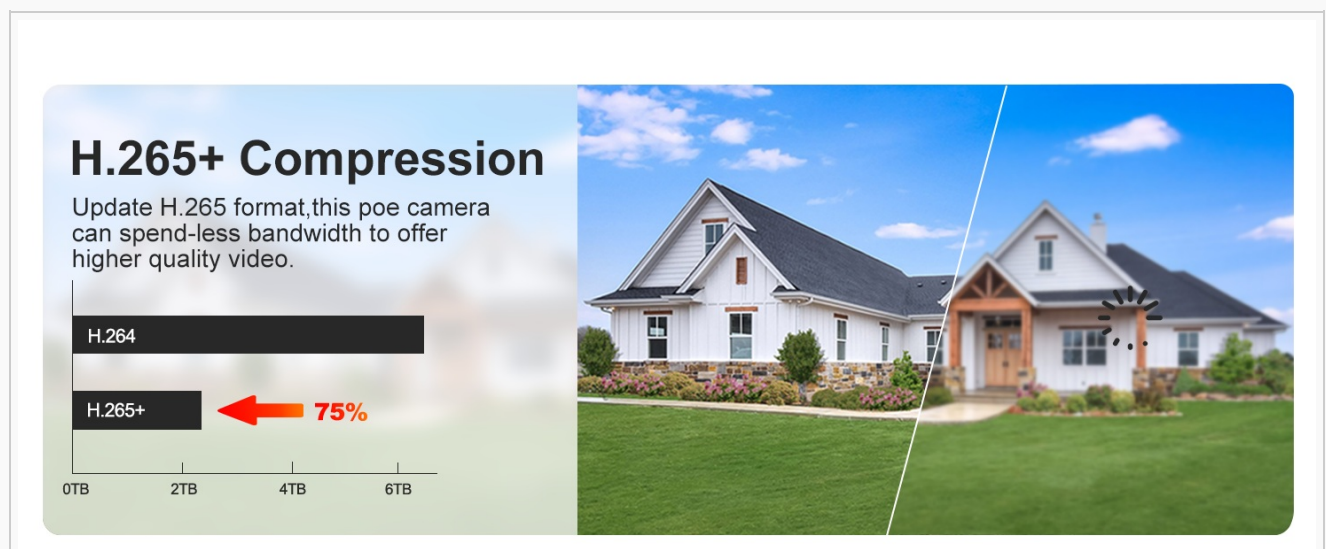 H.265+ Compression
Update H.265 format,this poe camera
can spend-less bandwidth to offer
higher quality video.
H.264
H.265+
75%
0TB 2TB 4TB 6TB